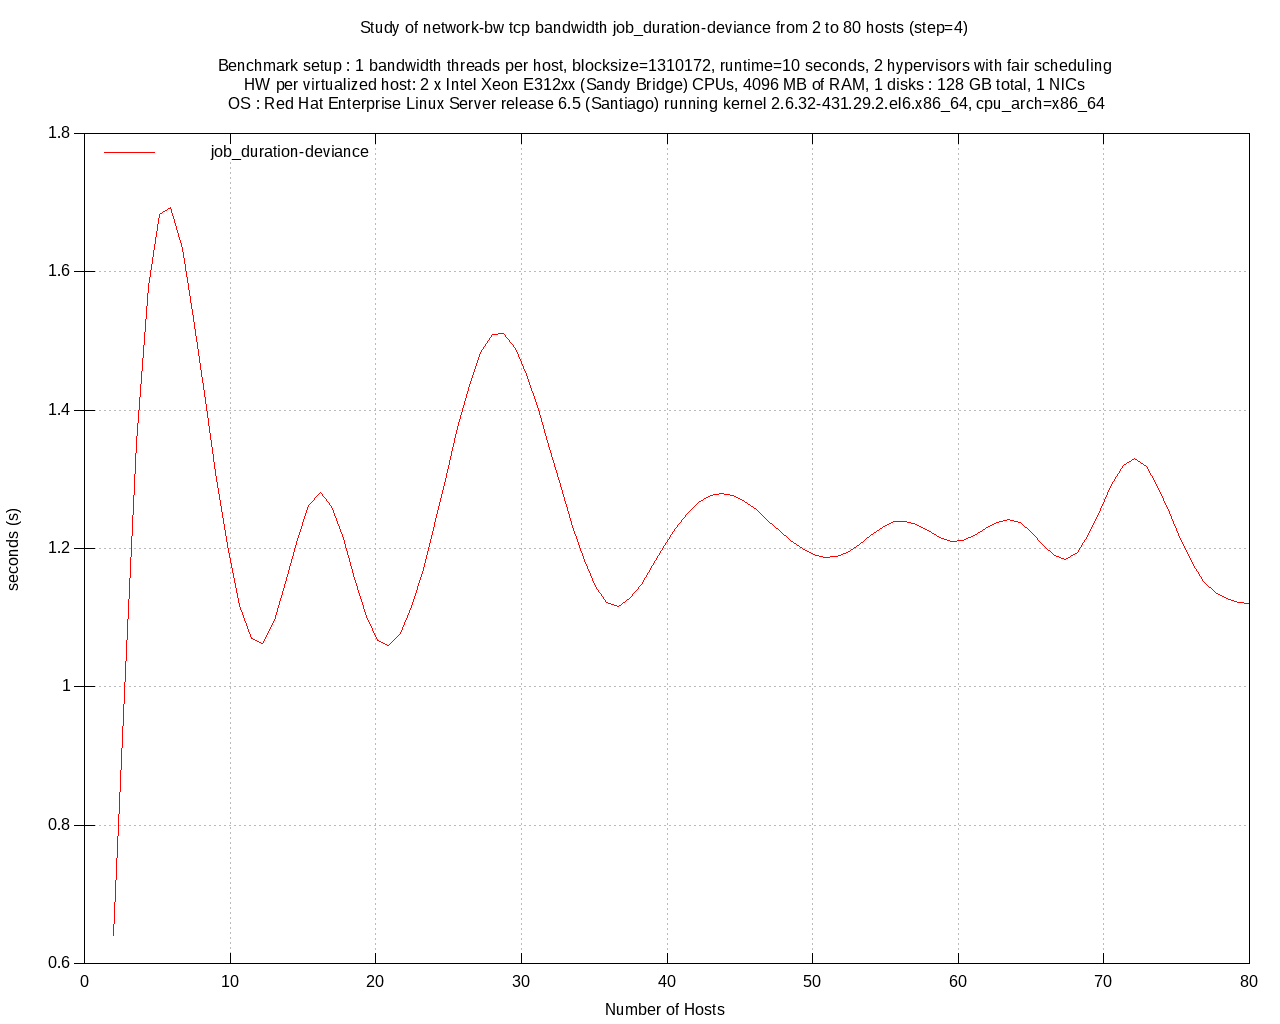 Study of network-bw tcp bandwidth job_duration-deviance from 2 to 80 hosts (step=4)
Benchmark setup : 1 bandwidth threads per host, blocksize=1310172, runtime=10 seconds, 2 hypervisors with fair scheduling
HW per virtualized host: 2 x Intel Xeon E312xx (Sandy Bridge) CPUs, 4096 MB of RAM, 1 disks : 128 GB total, 1 NICs
OS : Red Hat Enterprise Linux Server release 6.5 (Santiago) running kernel 2.6.32-431.29.2.el6.x86_64, cpu_arch=x86_64
job_duration-deviance
1.8
1.6
1.4
1.2
1
0.8
0.6
seconds (s)
0 10 20 30 40 50 60 70 80
Number of Hosts